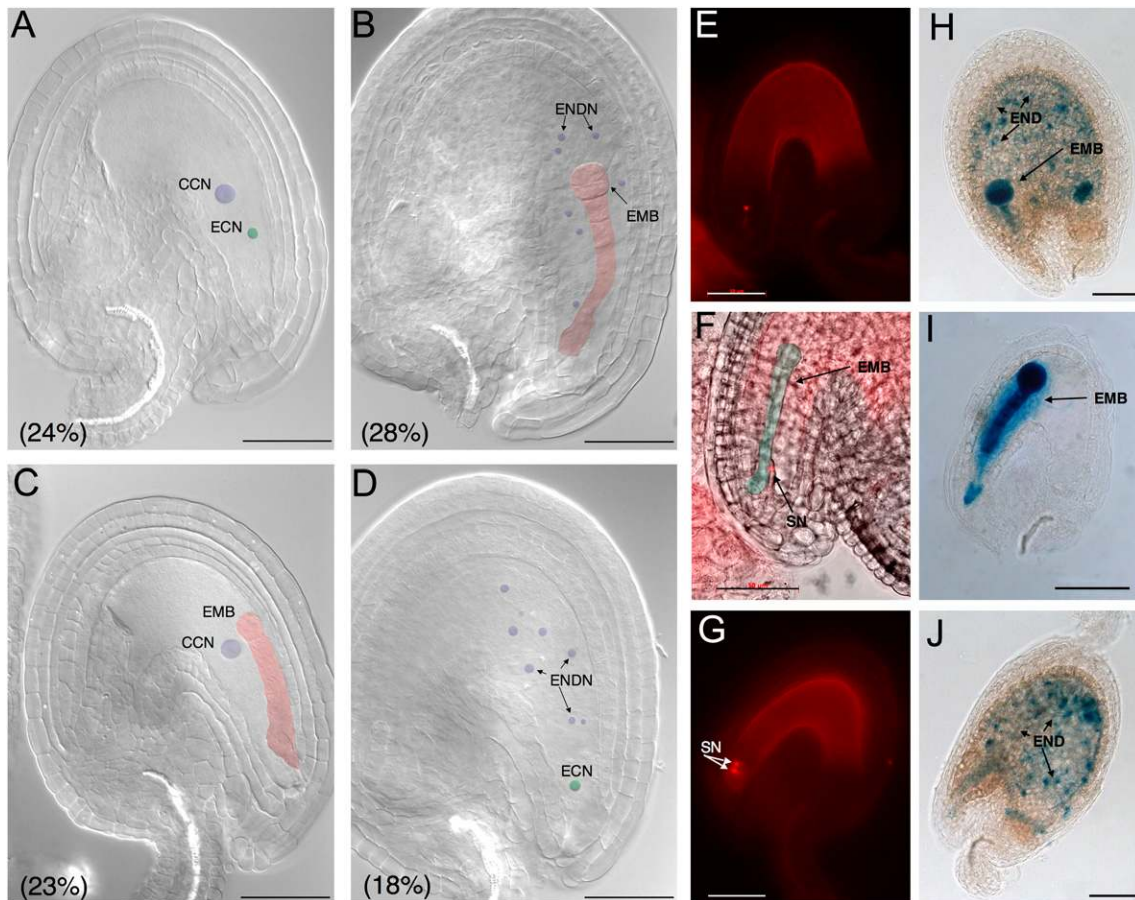 A
CCN
ECN
(24%)
B
ENDN
EMB
(28%)
C
EMB
CCN
(23%)
D
ENDN
ECN
(18%)
E
F
EMB
SN
G
SN
H
END
EMB
I
EMB
J
END